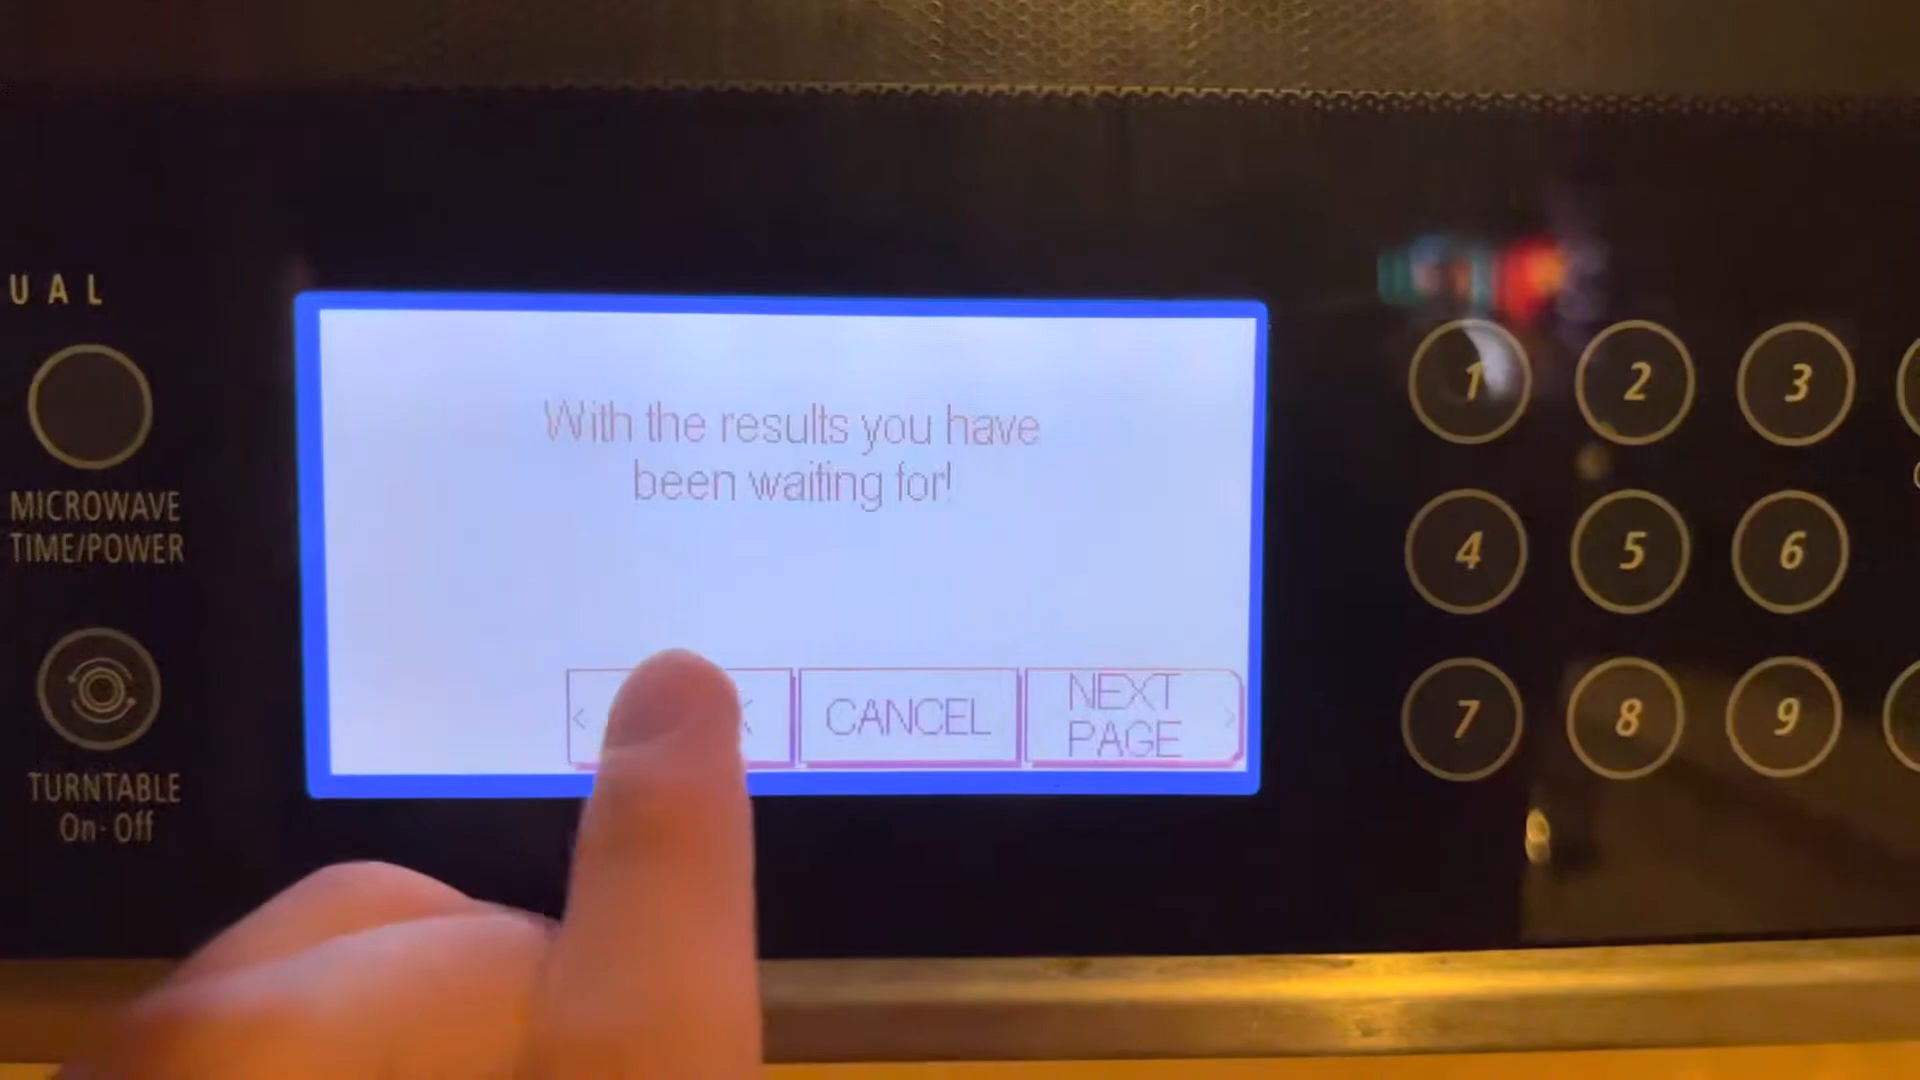 UAL
MICROWAVE
TIME/POWER
TURNTABLE
On-Off
With the results you have
been waiting for!
<
CANCEL
NEXT
PAGE
>
1
2
3
4
5
6
7
8
9